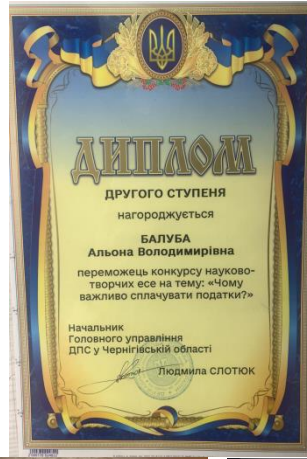 ДИПЛОМ
ДРУГОГО СТУПЕНЯ
нагороджується
БАЛУБА
Альона Володимирівна
переможець конкурсу науково-
творчих есе на тему: «Чому
важливо сплачувати податки?»
Начальник
Головного управління
ДПС у Чернігівській області
Людмила СЛОТЮК